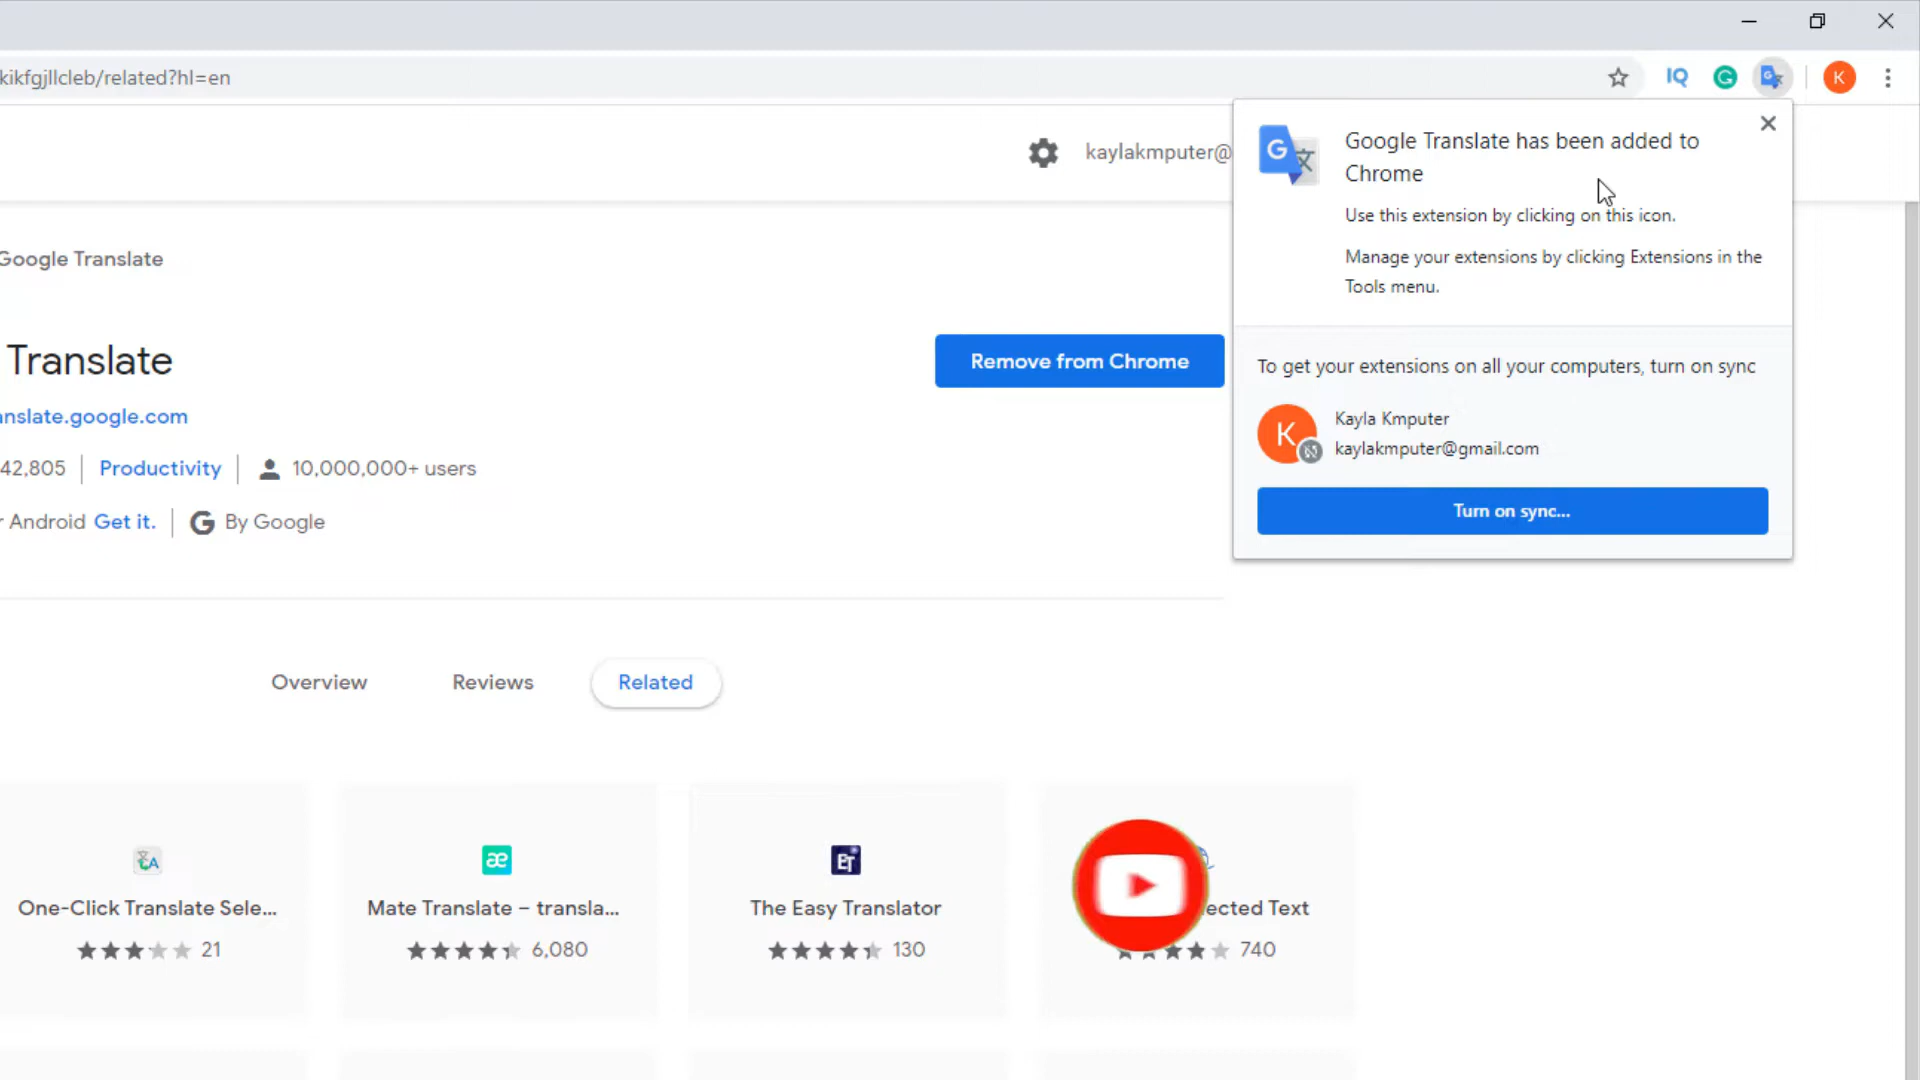 kikfgjllcleb/related?hl=en
IQ
K
kaylakmputer@
Google Translate has been added to
Chrome
Use this extension by clicking on this icon.
Manage your extensions by clicking Extensions in the
Tools menu.
Google Translate
Translate
Remove from Chrome
To get your extensions on all your computers, turn on sync
anslate.google.com
K
Kayla Kmputer
kaylakmputer@gmail.com
42,805
Productivity
10,000,000+ users
Turn on sync...
r Android Get it.
By Google
Overview
Reviews
Related
One-Click Translate Sele...
21
æ
Mate Translate – transla...
6,080
ET
The Easy Translator
130
ected Text
740